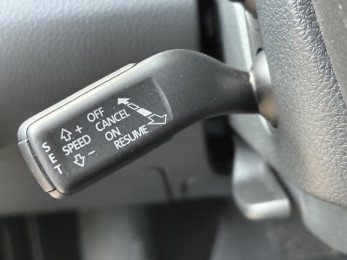 OFF
CANCEL
ON
RESUME
+
SPEED
−
SET